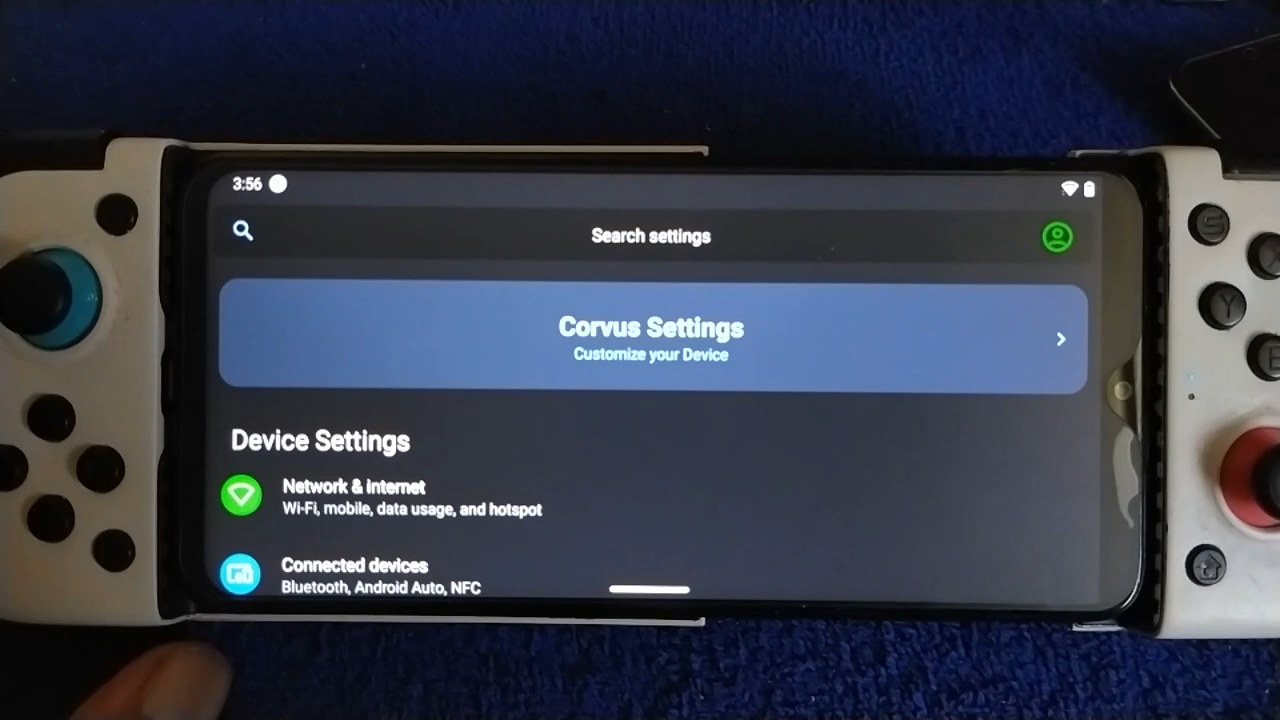 3:56
Search settings
Corvus Settings
Customize your Device
Device Settings
Network & internet
Wi-Fi, mobile, data usage, and hotspot
Connected devices
Bluetooth, Android Auto, NFC
S
X
Y
B